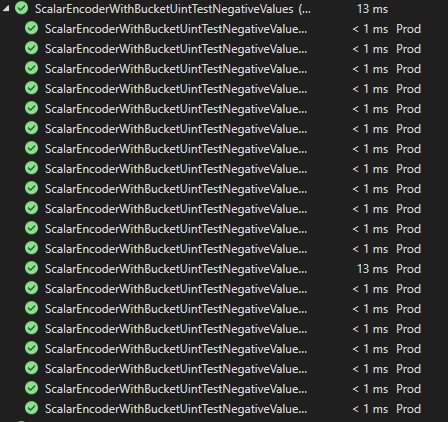 ScalarEncoderWithBucketUintTestNegativeValues (... 13 ms
ScalarEncoderWithBucketUintTestNegativeValue... < 1 ms Prod
ScalarEncoderWithBucketUintTestNegativeValue... < 1 ms Prod
ScalarEncoderWithBucketUintTestNegativeValue... < 1 ms Prod
ScalarEncoderWithBucketUintTestNegativeValue... < 1 ms Prod
ScalarEncoderWithBucketUintTestNegativeValue... < 1 ms Prod
ScalarEncoderWithBucketUintTestNegativeValue... < 1 ms Prod
ScalarEncoderWithBucketUintTestNegativeValue... < 1 ms Prod
ScalarEncoderWithBucketUintTestNegativeValue... < 1 ms Prod
ScalarEncoderWithBucketUintTestNegativeValue... < 1 ms Prod
ScalarEncoderWithBucketUintTestNegativeValue... < 1 ms Prod
ScalarEncoderWithBucketUintTestNegativeValue... < 1 ms Prod
ScalarEncoderWithBucketUintTestNegativeValue... < 1 ms Prod
ScalarEncoderWithBucketUintTestNegativeValue... 13 ms Prod
ScalarEncoderWithBucketUintTestNegativeValue... < 1 ms Prod
ScalarEncoderWithBucketUintTestNegativeValue... < 1 ms Prod
ScalarEncoderWithBucketUintTestNegativeValue... < 1 ms Prod
ScalarEncoderWithBucketUintTestNegativeValue... < 1 ms Prod
ScalarEncoderWithBucketUintTestNegativeValue... < 1 ms Prod
ScalarEncoderWithBucketUintTestNegativeValue... < 1 ms Prod
ScalarEncoderWithBucketUintTestNegativeValue... < 1 ms Prod